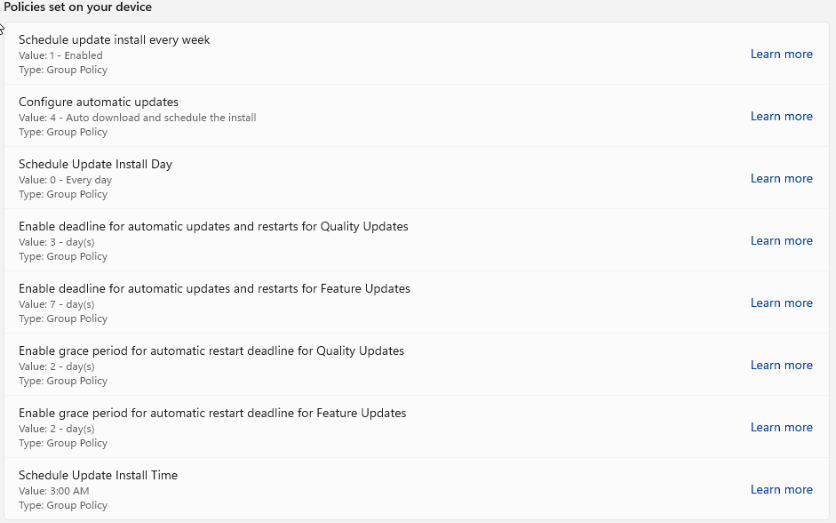 Policies set on your device
Schedule update install every week
Value: 1 - Enabled
Type: Group Policy
Learn more
Configure automatic updates
Value: 4 - Auto download and schedule the install
Type: Group Policy
Learn more
Schedule Update Install Day
Value: 0 - Every day
Type: Group Policy
Learn more
Enable deadline for automatic updates and restarts for Quality Updates
Value: 3 - day(s)
Type: Group Policy
Learn more
Enable deadline for automatic updates and restarts for Feature Updates
Value: 7 - day(s)
Type: Group Policy
Learn more
Enable grace period for automatic restart deadline for Quality Updates
Value: 2 - day(s)
Type: Group Policy
Learn more
Enable grace period for automatic restart deadline for Feature Updates
Value: 2 - day(s)
Type: Group Policy
Learn more
Schedule Update Install Time
Value: 3:00 AM
Type: Group Policy
Learn more